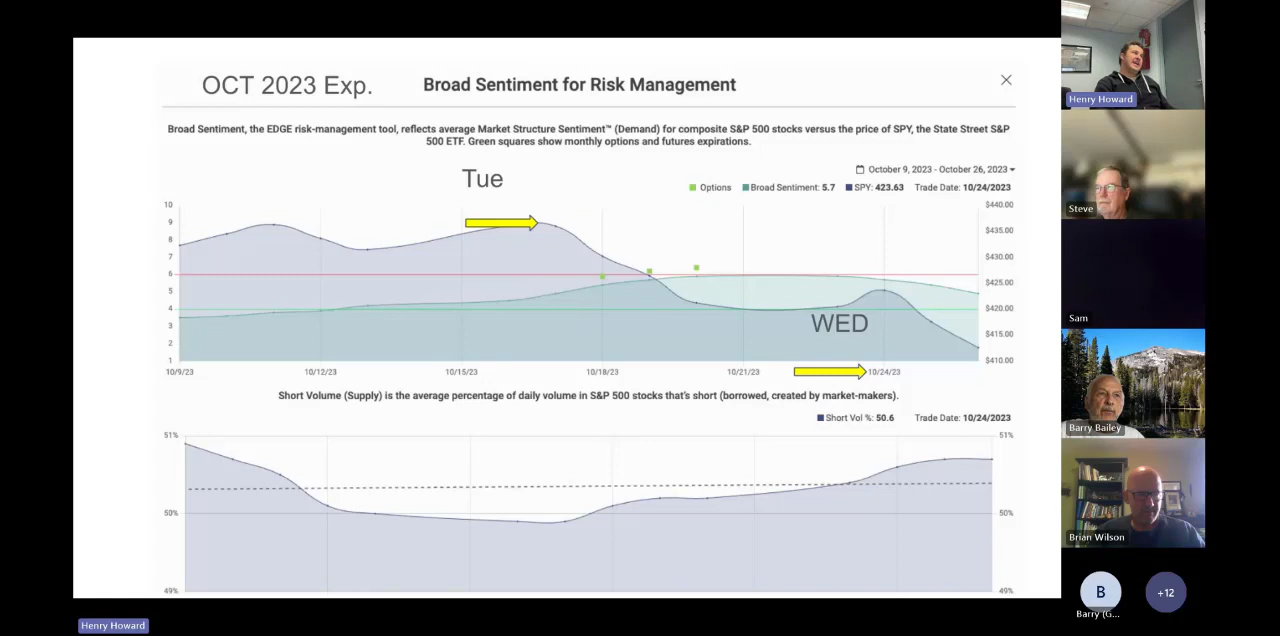 OCT 2023 Exp.
Broad Sentiment for Risk Management
Broad Sentiment, the EDGE risk-management tool, reflects average Market Structure Sentiment™ (Demand) for composite S&P 500 stocks versus the price of SPY, the State Street S&P
500 ETF. Green squares show monthly options and futures expirations.
October 9, 2023 - October 26, 2023
Tue
Options Broad Sentiment: 5.7 SPY: 423.63 Trade Date: 10/24/2023
10 $440.00
9 $435.00
8
7 $430.00
6
5 $425.00
4 $420.00
WED
3 $415.00
2
1 $410.00
10/9/23 10/12/23 10/15/23 10/18/23 10/21/23 10/24/23
Short Volume (Supply) is the average percentage of daily volume in S&P 500 stocks that's short (borrowed, created by market-makers).
Short Vol %: 50.6 Trade Date: 10/24/2023
51% 51%
50% 50%
49% 49%
Henry Howard
Henry Howard
Steve
Sam
Barry Bailey
Brian Wilson
B +12
Barry (G...